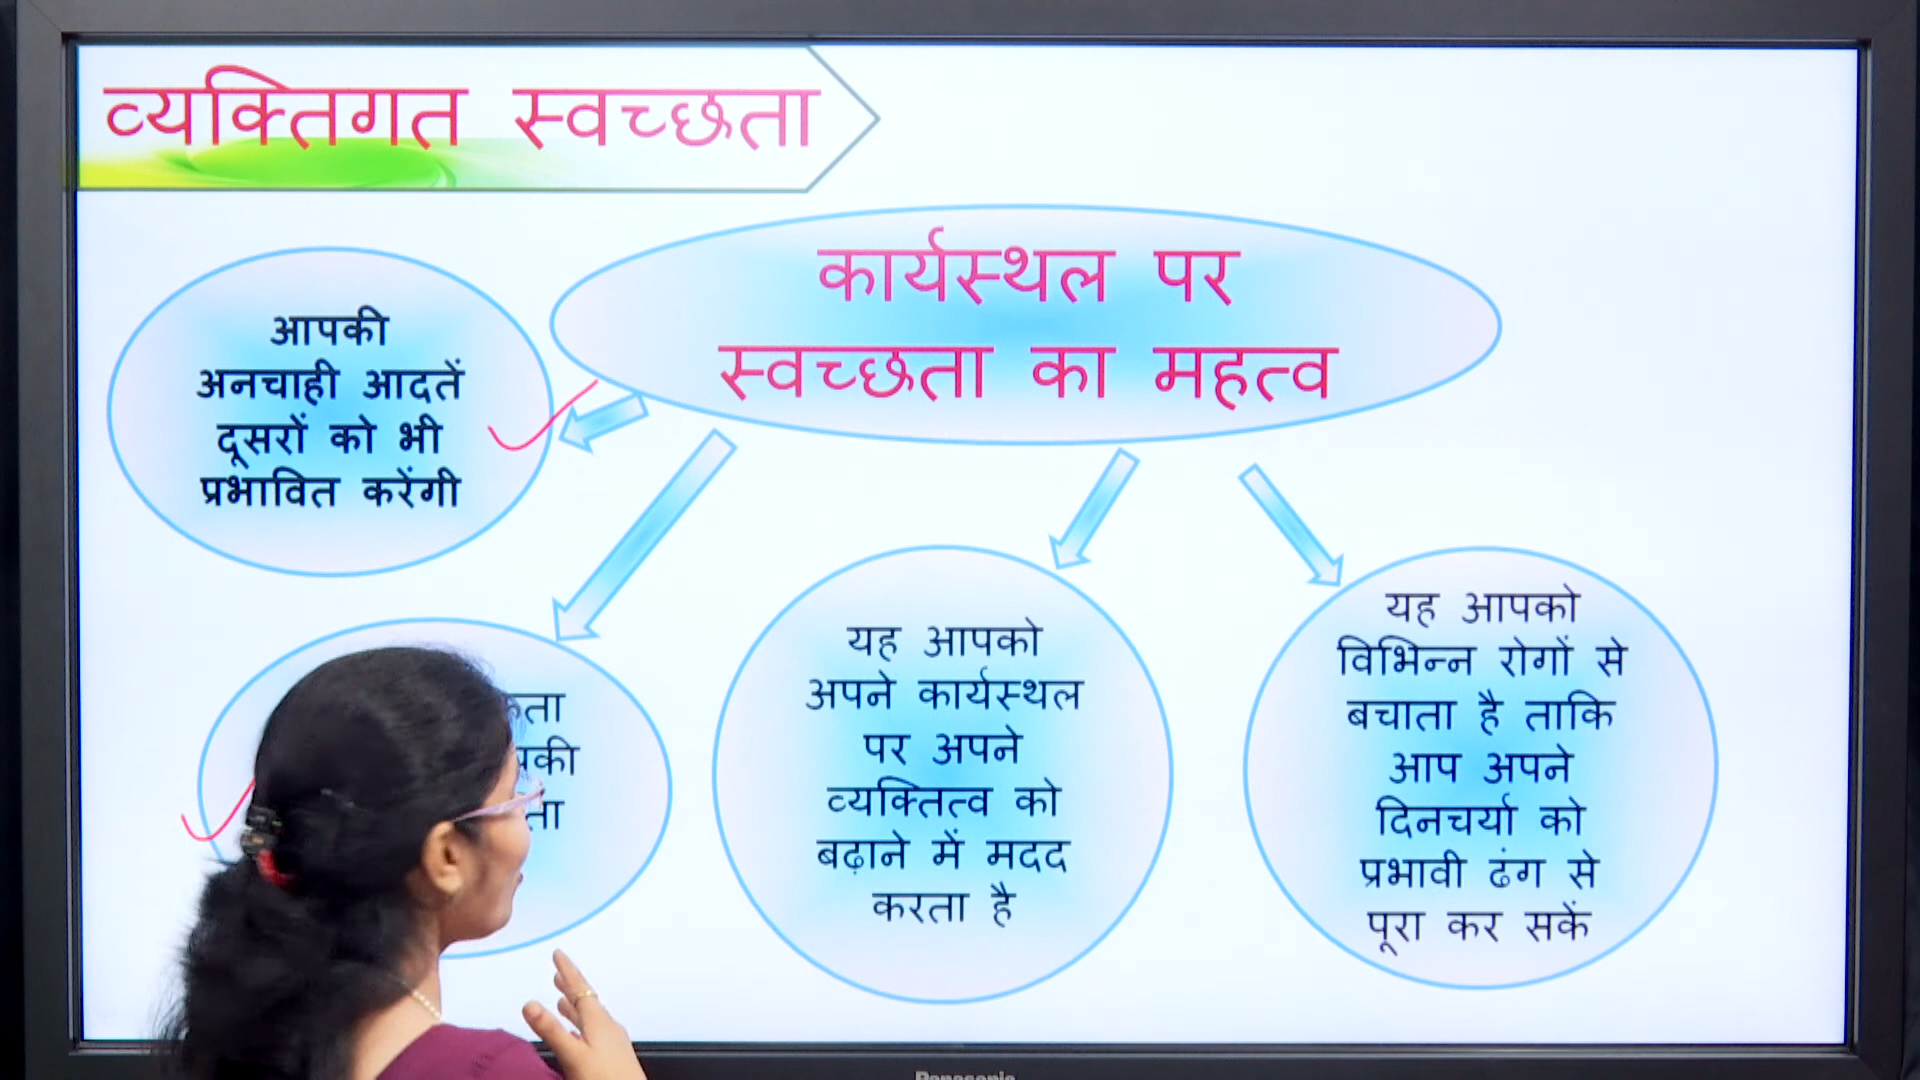 व्यक्तिगत स्वच्छता
कार्यस्थल पर
स्वच्छता का महत्व
आपकी
अनचाही आदतें
दूसरों को भी
प्रभावित करेंगी
यह आपको
अपने कार्यस्थल
पर अपने
व्यक्तित्व को
बढ़ाने में मदद
करता है
यह आपको
विभिन्न रोगों से
बचाता है ताकि
आप अपने
दिनचर्या को
प्रभावी ढंग से
पूरा कर सकें